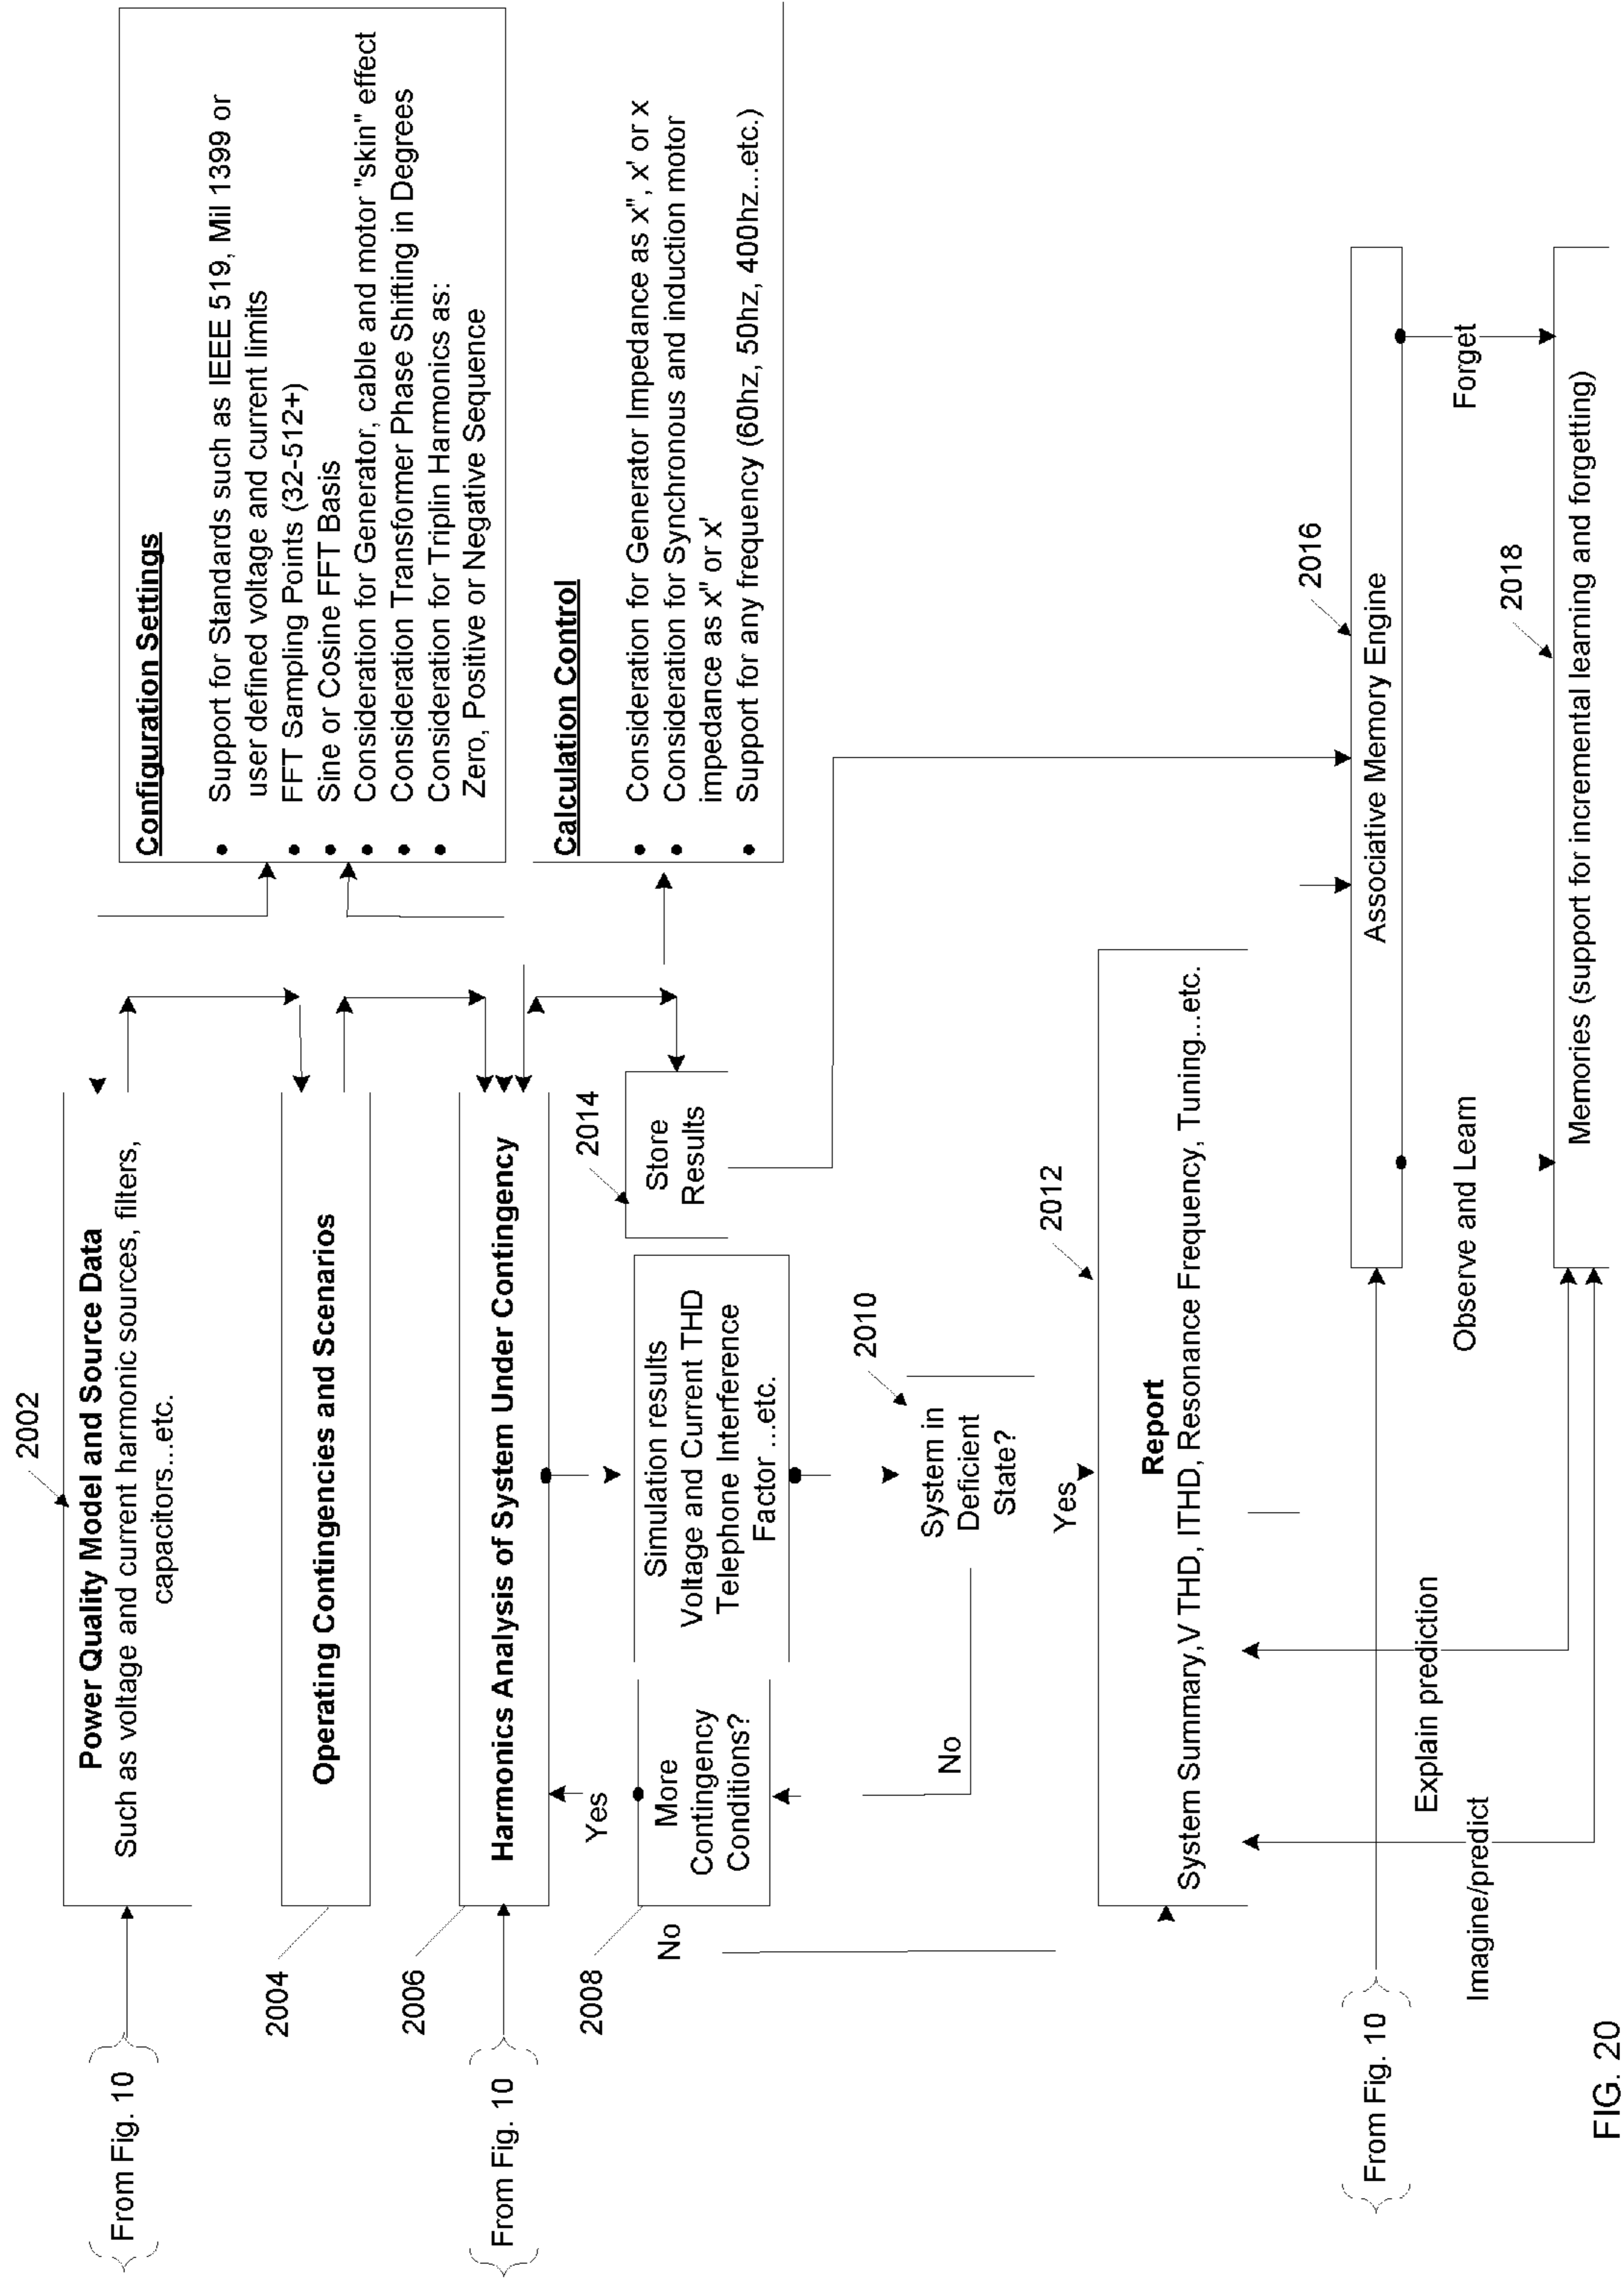 2002
Power Quality Model and Source Data
Such as voltage and current harmonic sources, filters,
capacitors...etc.
From Fig. 10
Operating Contingencies and Scenarios
2004
Harmonics Analysis of System Under Contingency
2006
From Fig. 10
Configuration Settings
• Support for Standards such as IEEE 519, Mil 1399 or
user defined voltage and current limits
• FFT Sampling Points (32-512+)
• Sine or Cosine FFT Basis
• Consideration for Generator, cable and motor "skin" effect
• Consideration Transformer Phase Shifting in Degrees
• Consideration for Triplin Harmonics as:
Zero, Positive or Negative Sequence
Calculation Control
• Consideration for Generator Impedance as x", x' or x
• Consideration for Synchronous and induction motor
impedance as x" or x'
• Support for any frequency (60hz, 50hz, 400hz...etc.)
2014
Store
Results
Simulation results
Voltage and Current THD
Telephone Interference
Factor ...etc.
Yes
More
Contingency
Conditions?
2008
No
2010
System in
Deficient
State?
No
Yes
2012
Report
System Summary,V THD, ITHD, Resonance Frequency, Tuning...etc.
2016
Associative Memory Engine
From Fig. 10
Explain prediction
Imagine/predict
Observe and Learn
Forget
2018
Memories (support for incremental learning and forgetting)
FIG. 20